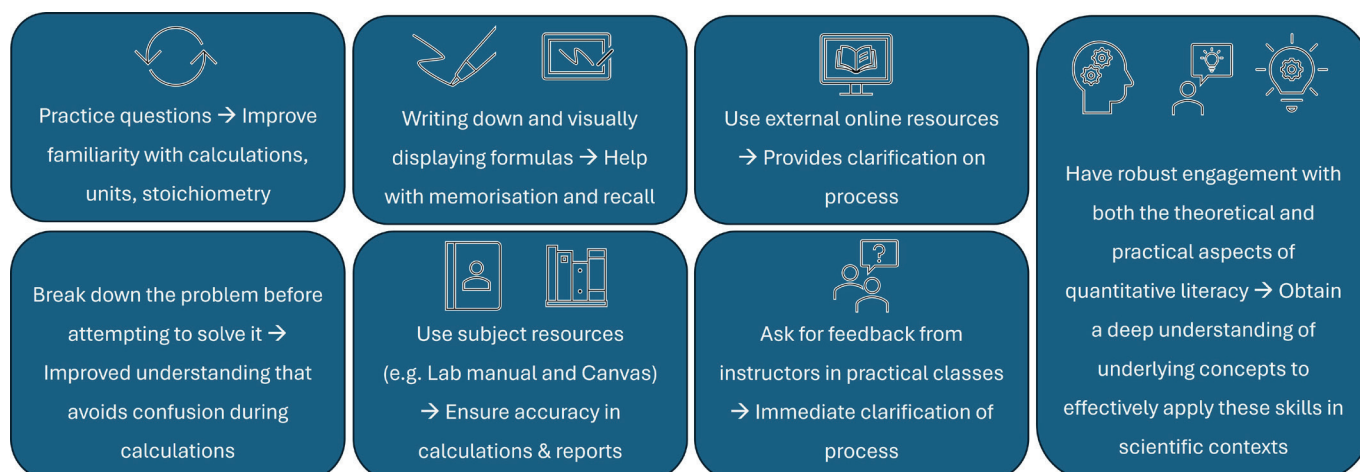 Practice questions → Improve
familiarity with calculations,
units, stoichiometry
Writing down and visually
displaying formulas → Help
with memorisation and recall
Use external online resources
→ Provides clarification on
process
Break down the problem before
attempting to solve it →
Improved understanding that
avoids confusion during
calculations
Use subject resources
(e.g. Lab manual and Canvas)
→ Ensure accuracy in
calculations & reports
?
Ask for feedback from
instructors in practical classes
→ Immediate clarification of
process
Have robust engagement with
both the theoretical and
practical aspects of
quantitative literacy → Obtain
a deep understanding of
underlying concepts to
effectively apply these skills in
scientific contexts